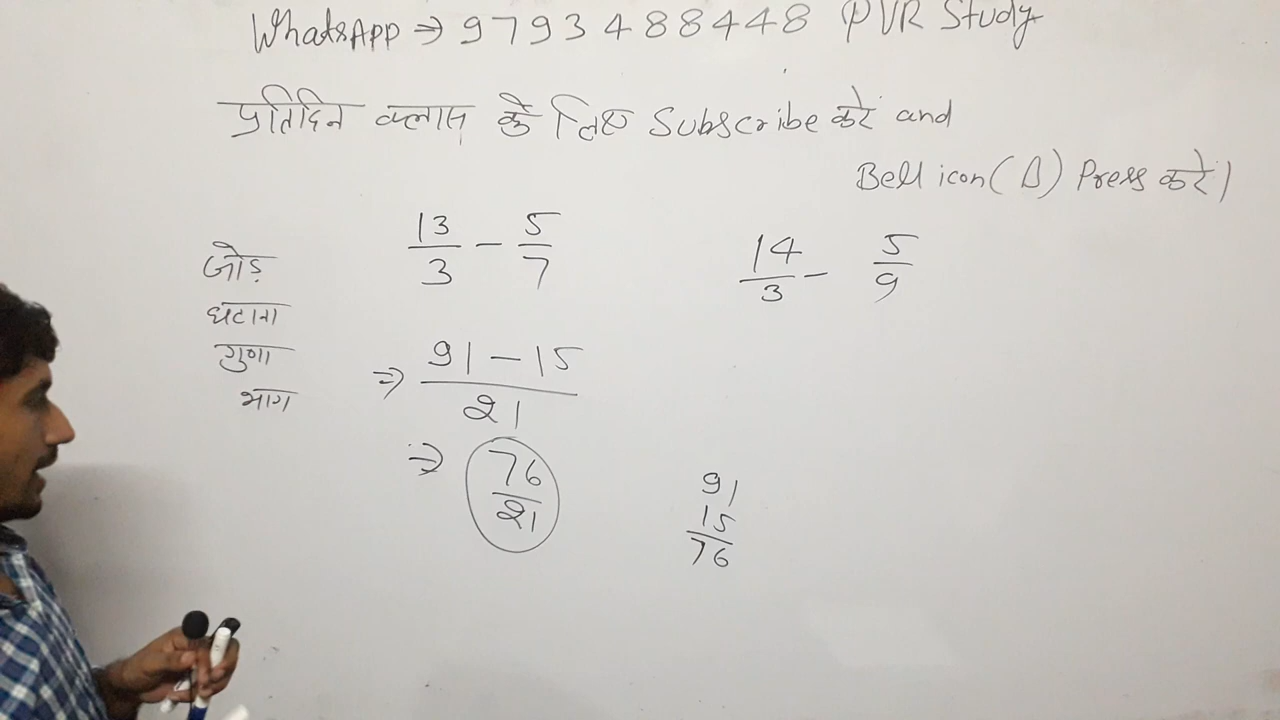 WhatsApp ⇒ 9793488448 PVR Study
प्रतिदिन क्लास के लिए Subscribe करे and
Bell icon (Δ) Press करे।
जोड़
घटाना
गुणा
भाग
13/3 − 5/7
⇒ 91 − 15 / 21
⇒ 76/21
14/3 − 5/9
91
15
76